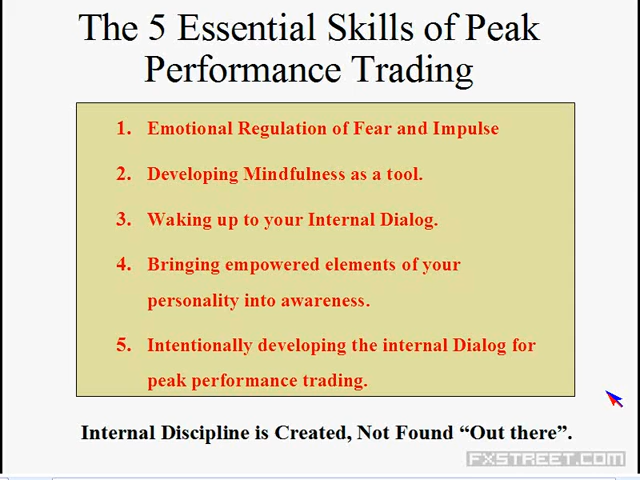 The 5 Essential Skills of Peak
Performance Trading
1. Emotional Regulation of Fear and Impulse
2. Developing Mindfulness as a tool.
3. Waking up to your Internal Dialog.
4. Bringing empowered elements of your
personality into awareness.
5. Intentionally developing the internal Dialog for
peak performance trading.
Internal Discipline is Created, Not Found “Out there”.
FXSTREET.COM